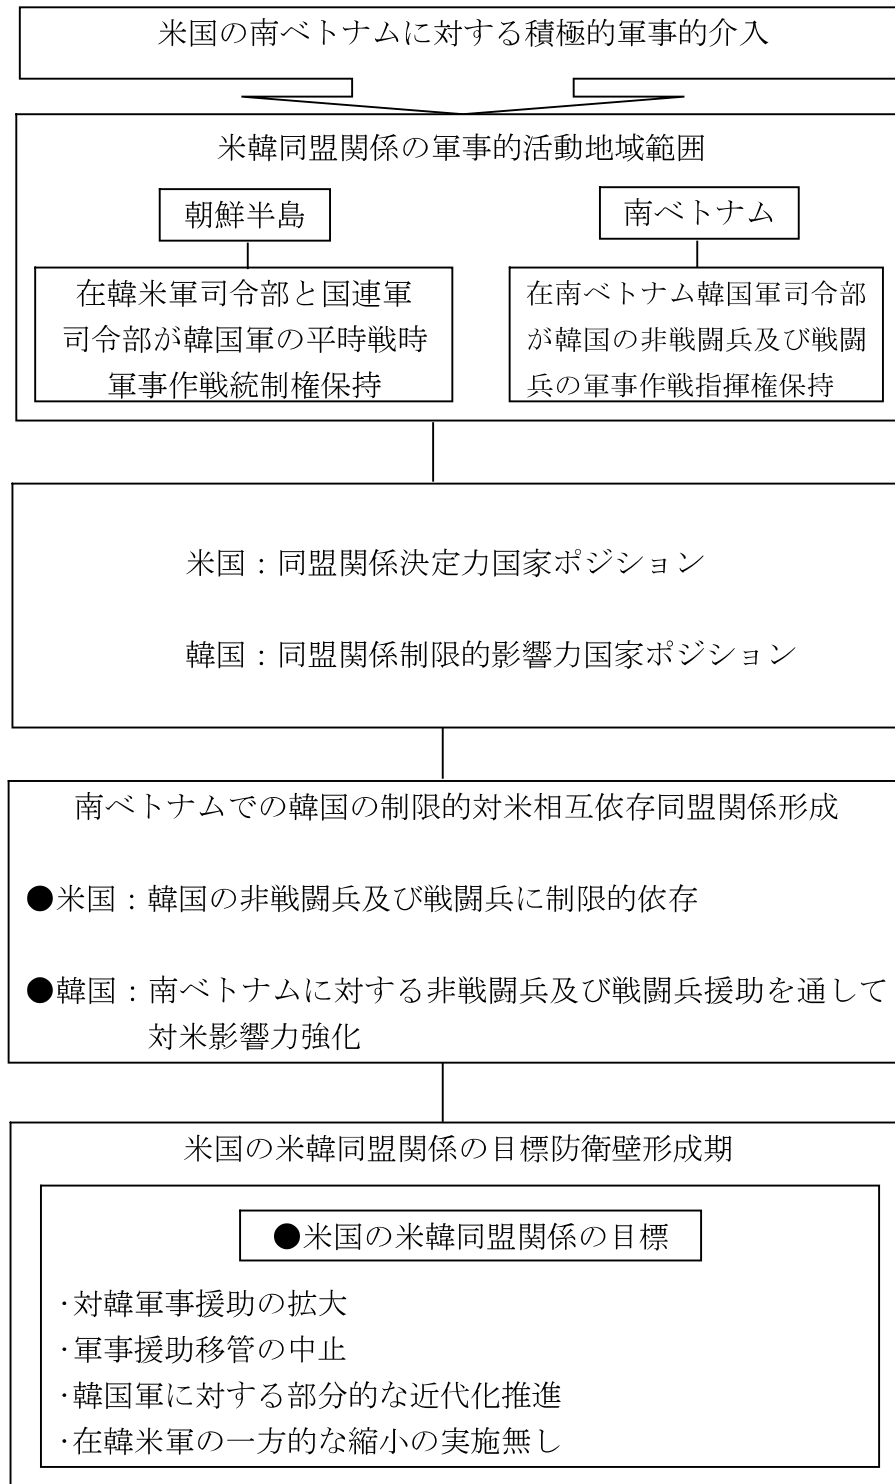 米国の南ベトナムに対する積極的軍事的介入
米韓同盟関係の軍事的活動地域範囲
朝鮮半島
在韓米軍司令部と国連軍
司令部が韓国軍の平時戦時
軍事作戦統制権保持
南ベトナム
在南ベトナム韓国軍司令部
が韓国の非戦闘兵及び戦闘
兵の軍事作戦指揮権保持
米国：同盟関係決定力国家ポジション
韓国：同盟関係制限的影響力国家ポジション
南ベトナムでの韓国の制限的対米相互依存同盟関係形成
●米国：韓国の非戦闘兵及び戦闘兵に制限的依存
●韓国：南ベトナムに対する非戦闘兵及び戦闘兵援助を通して
対米影響力強化
米国の米韓同盟関係の目標防衛壁形成期
●米国の米韓同盟関係の目標
·対韓軍事援助の拡大
·軍事援助移管の中止
·韓国軍に対する部分的な近代化推進
·在韓米軍の一方的な縮小の実施無し